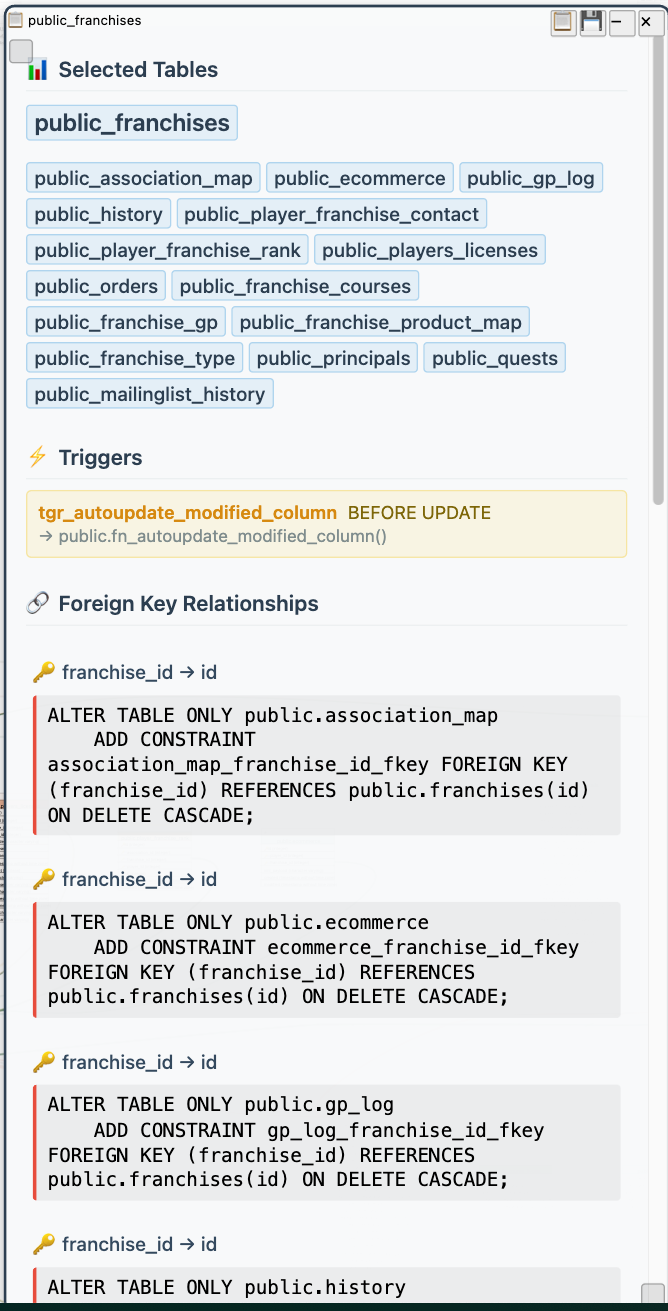 public_franchises
Selected Tables
public_franchises
public_association_map public_ecommerce public_gp_log
public_history public_player_franchise_contact
public_player_franchise_rank public_players_licenses
public_orders public_franchise_courses
public_franchise_gp public_franchise_product_map
public_franchise_type public_principals public_quests
public_mailinglist_history
Triggers
tgr_autoupdate_modified_column BEFORE UPDATE
→ public.fn_autoupdate_modified_column()
Foreign Key Relationships
franchise_id → id
ALTER TABLE ONLY public.association_map
    ADD CONSTRAINT
association_map_franchise_id_fkey FOREIGN KEY
(franchise_id) REFERENCES public.franchises(id)
ON DELETE CASCADE;
franchise_id → id
ALTER TABLE ONLY public.ecommerce
    ADD CONSTRAINT ecommerce_franchise_id_fkey
FOREIGN KEY (franchise_id) REFERENCES
public.franchises(id) ON DELETE CASCADE;
franchise_id → id
ALTER TABLE ONLY public.gp_log
    ADD CONSTRAINT gp_log_franchise_id_fkey
FOREIGN KEY (franchise_id) REFERENCES
public.franchises(id) ON DELETE CASCADE;
franchise_id → id
ALTER TABLE ONLY public.history